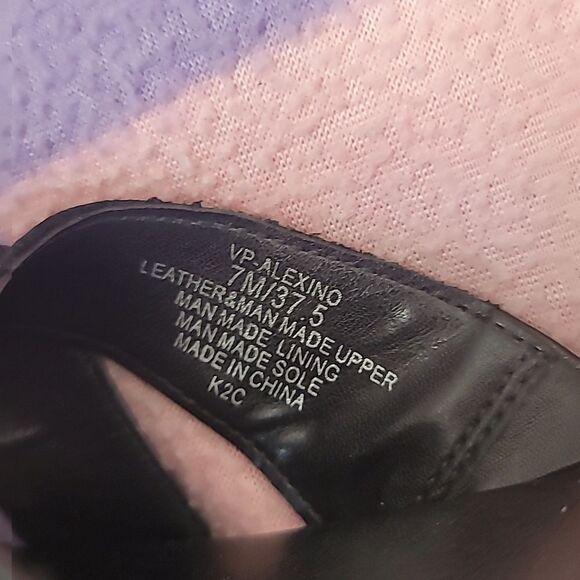 VP ALEXINO
7M/37.5
LEATHER&MAN MADE UPPER
MAN MADE LINING
MAN MADE SOLE
MADE IN CHINA
K2C